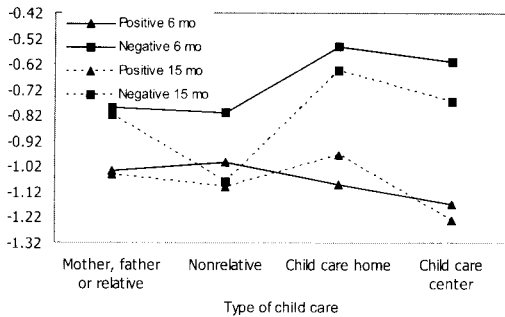 -0.42
-0.52
-0.62
-0.72
-0.82
-0.92
-1.02
-1.12
-1.22
-1.32
Positive 6 mo
Negative 6 mo
Positive 15 mo
Negative 15 mo
Mother, father
or relative
Nonrelative
Child care home
Child care
center
Type of child care